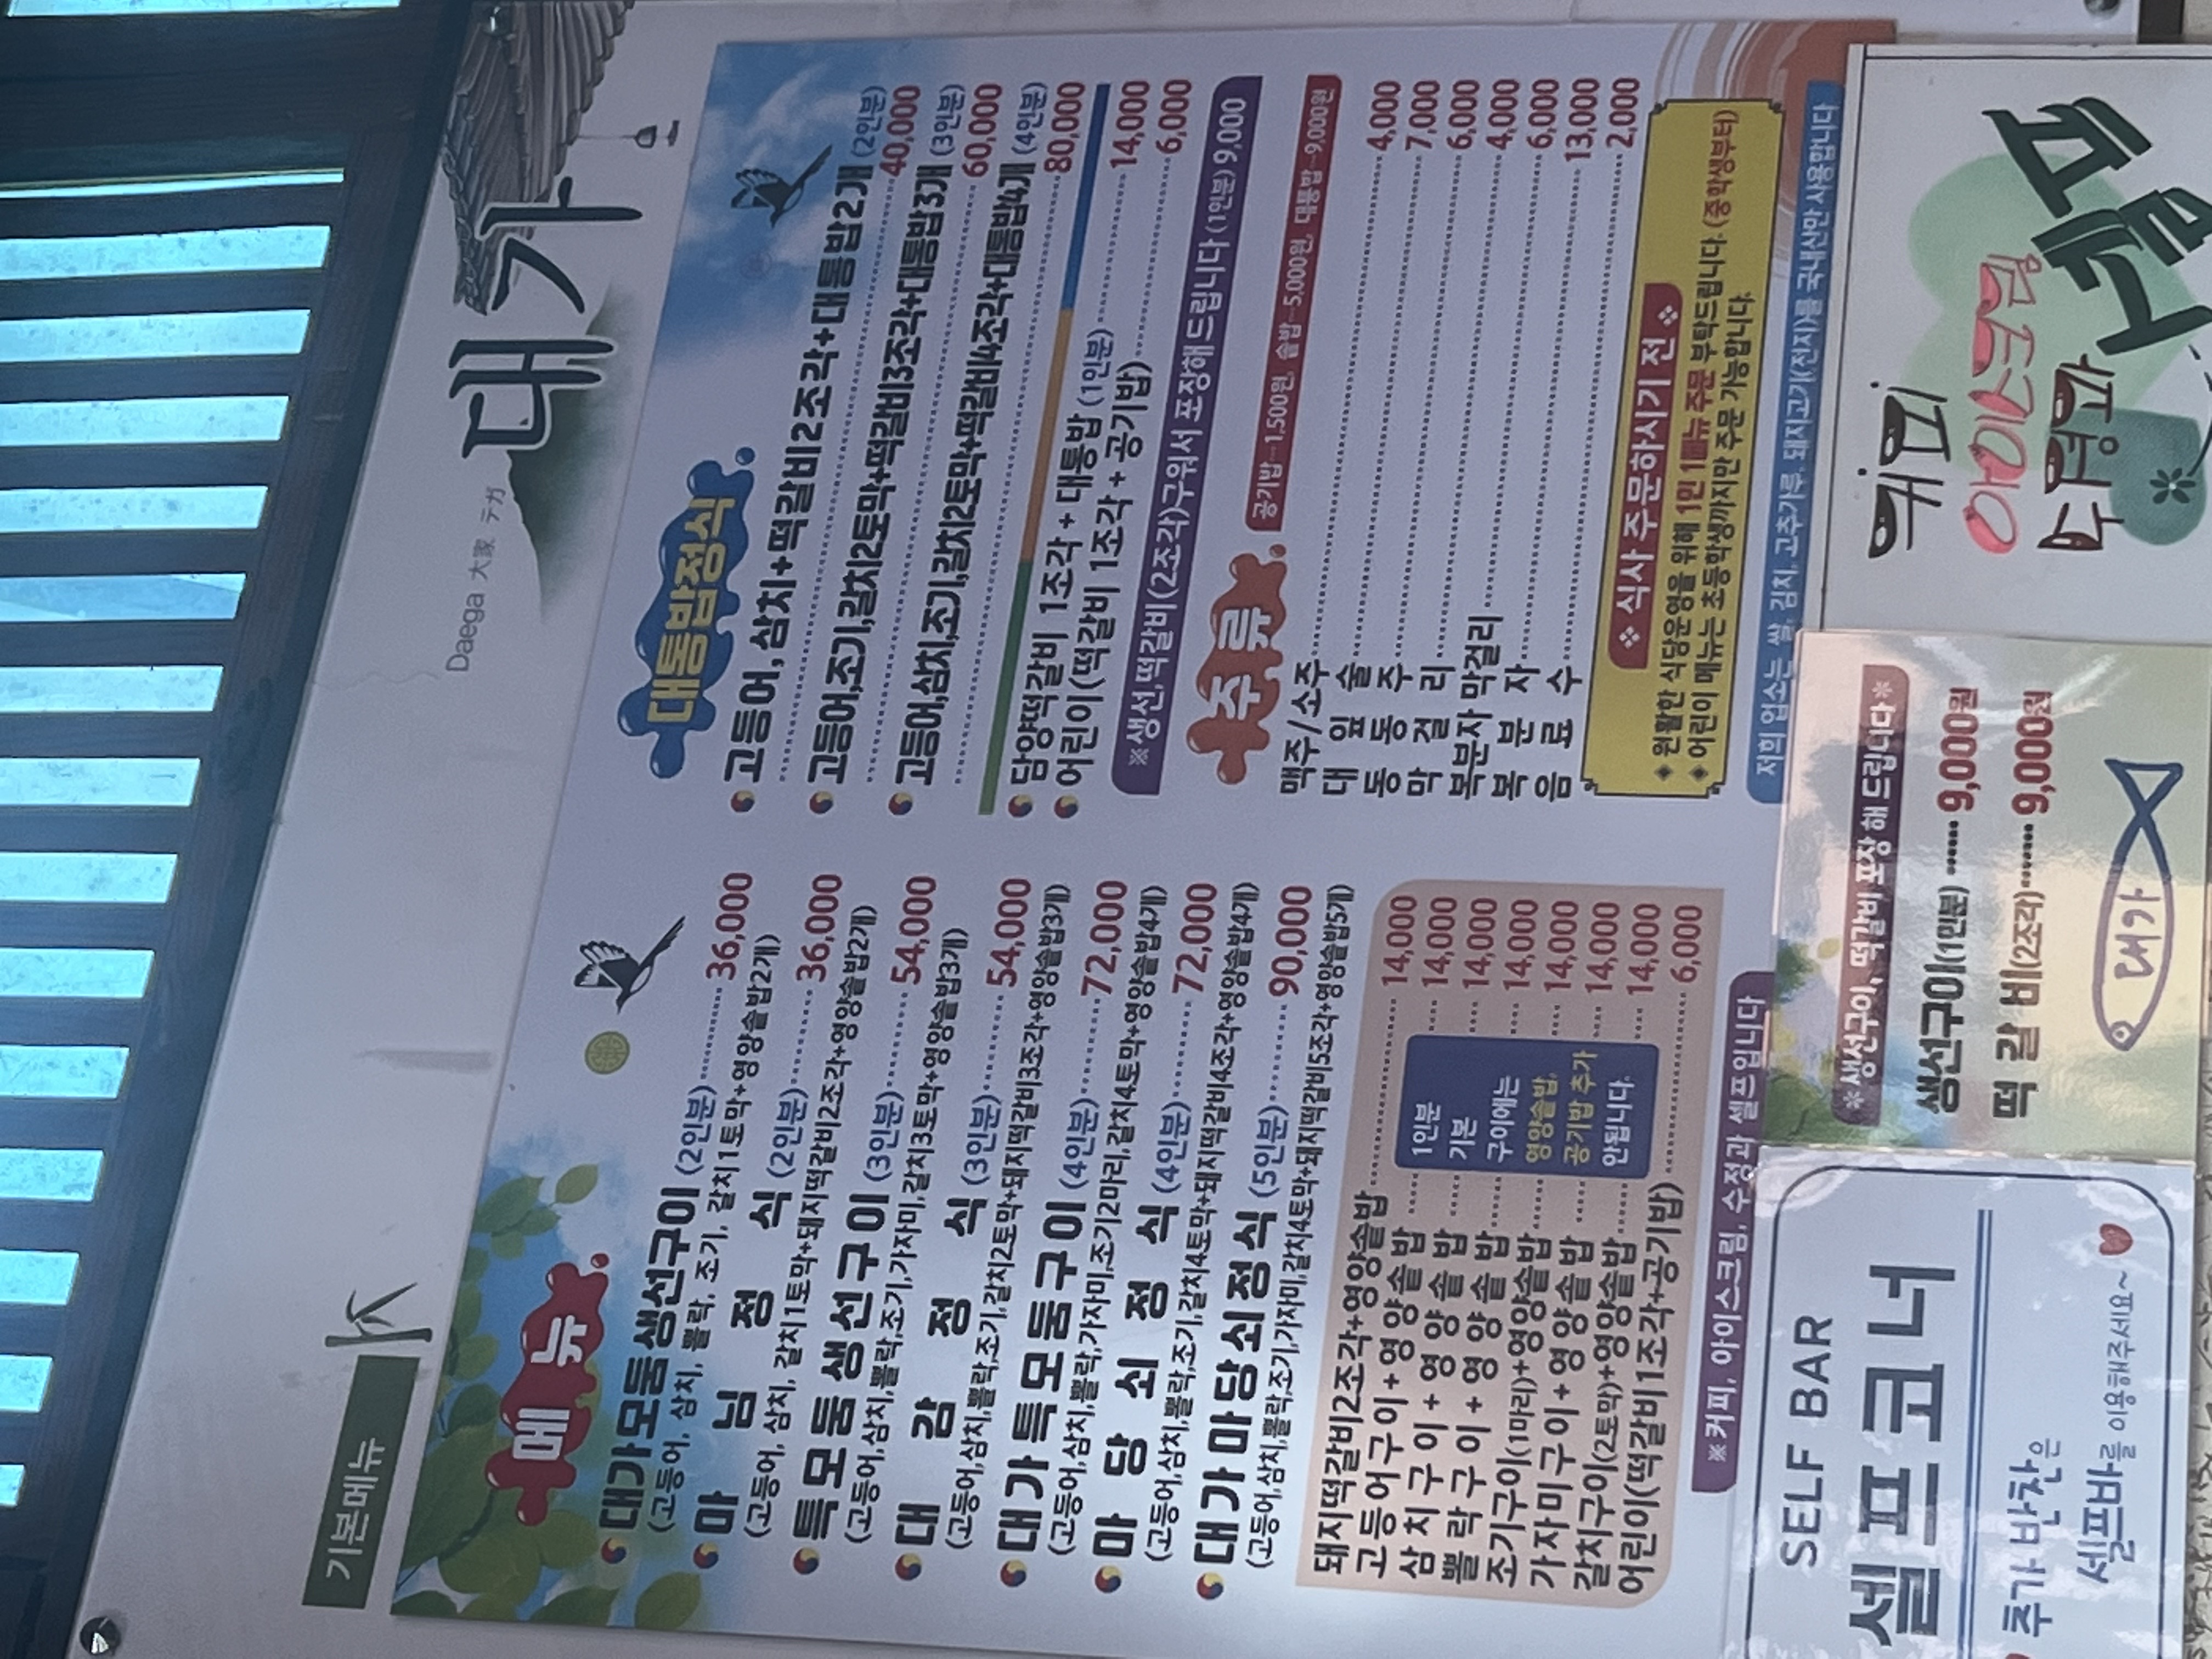 기본메뉴
Daega 大家 テガ
대가
메뉴
대가모둠생선구이 (2인분) 36,000
(고등어, 삼치, 뽈락, 조기, 갈치1토막+영양솥밥2개)
마님정식 (2인분) 36,000
(고등어, 삼치, 갈치1토막+돼지떡갈비2조각+영양솥밥2개)
특모둠생선구이 (3인분) 54,000
(고등어,삼치,뽈락,조기,가자미,갈치3토막+영양솥밥3개)
대감정식 (3인분) 54,000
(고등어,삼치,뽈락,조기,갈치2토막+돼지떡갈비3조각+영양솥밥3개)
대가특모둠구이 (4인분) 72,000
(고등어,삼치,뽈락,가자미,조기2마리,갈치4토막+영양솥밥4개)
마당쇠정식 (4인분) 72,000
(고등어,삼치,뽈락,조기,갈치4토막+돼지떡갈비4조각+영양솥밥4개)
대가마당쇠정식 (5인분) 90,000
(고등어,삼치,뽈락,조기,가자미,갈치4토막+돼지떡갈비5조각+영양솥밥5개)
돼지떡갈비2조각+영양솥밥 14,000
고등어구이+영양솥밥 14,000
삼치구이+영양솥밥 14,000
뽈락구이+영양솥밥 14,000
조기구이(1마리)+영양솥밥 14,000
가자미구이+영양솥밥 14,000
갈치구이(2토막)+영양솥밥 14,000
어린이(떡갈비1조각+공기밥) 6,000
1인분
기본
구이에는
영양솥밥,
공기밥 추가
안됩니다.
※커피, 아이스크림, 수정과 셀프입니다
대통밥정식
고등어, 삼치+떡갈비2조각+대통밥2개 (2인분)
40,000
고등어,조기,갈치2토막+떡갈비3조각+대통밥3개 (3인분)
60,000
고등어,삼치,조기,갈치2토막+떡갈비4조각+대통밥4개 (4인분)
80,000
담양떡갈비 1조각 + 대통밥 (1인분) 14,000
어린이(떡갈비 1조각 + 공기밥) 6,000
※생선,떡갈비(2조각)구워서 포장해 드립니다 (1인분) 9,000
주류
공기밥 1,500원, 솥밥 5,000원, 대통밥 9,000원
맥주/소주 4,000
대잎술 7,000
동동주 6,000
막걸리 4,000
복분자 막걸리 6,000
복분자 13,000
음료수 2,000
식사 주문하시기 전
원활한 식당운영을 위해 1인 1메뉴 주문 부탁드립니다. (중학생부터)
어린이 메뉴는 초등학생까지만 주문 가능합니다.
저희 업소는 쌀, 김치, 고추가루, 돼지고기(전지)를 국내산만 사용합니다
SELF BAR
셀프코너
추가 반찬은
셀프바를 이용해주세요~
※생선구이, 떡갈비 포장 해 드립니다※
생선구이(1인분) 9,000원
떡갈비(2조각) 9,000원
대가
커피
아이스크림
수정과
셀프